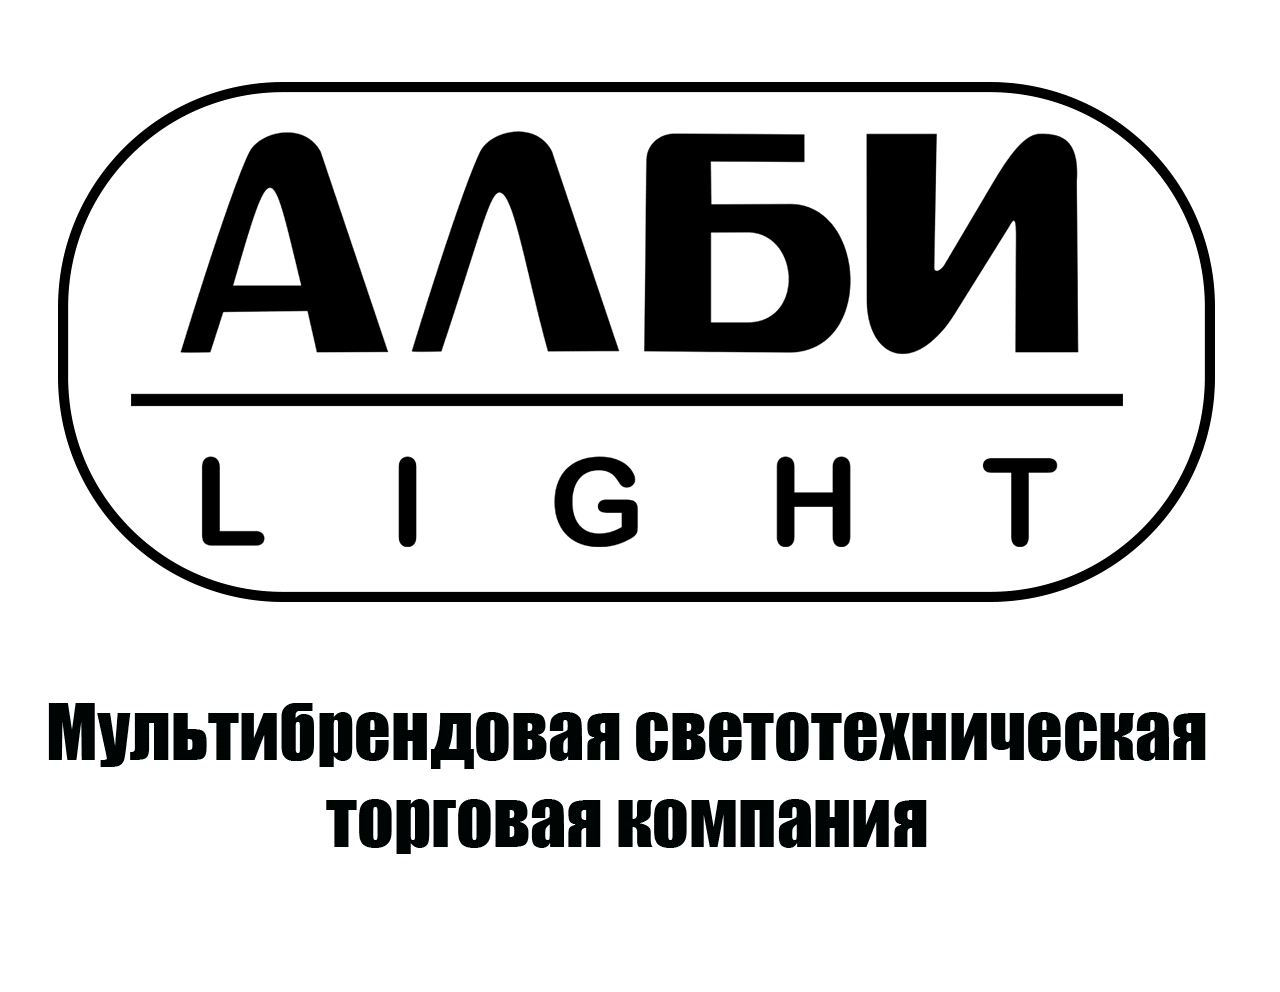 АЛБИ
LIGHT
Мультибрендовая светотехническая
торговая компания